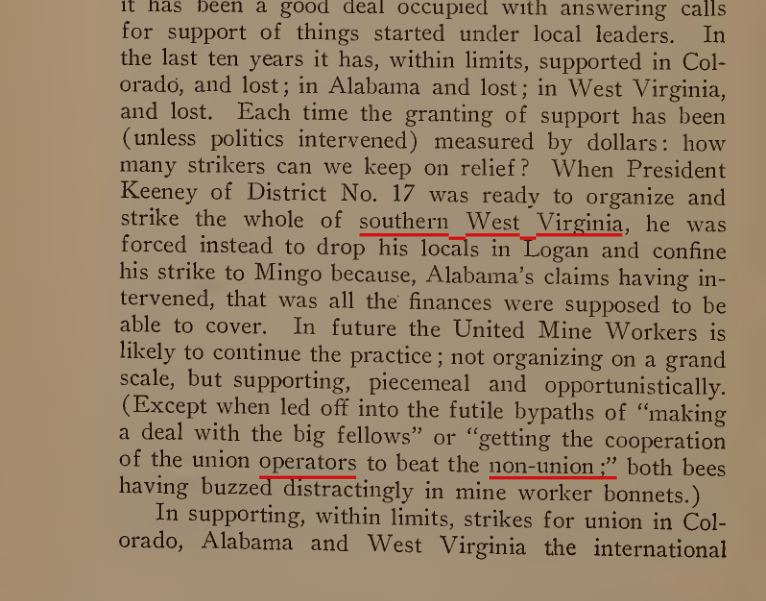 it has been a good deal occupied with answering calls
for support of things started under local leaders. In
the last ten years it has, within limits, supported in Col-
orado, and lost; in Alabama and lost; in West Virginia,
and lost. Each time the granting of support has been
(unless politics intervened) measured by dollars: how
many strikers can we keep on relief? When President
Keeney of District No. 17 was ready to organize and
strike the whole of southern West Virginia, he was
forced instead to drop his locals in Logan and confine
his strike to Mingo because, Alabama's claims having in-
tervened, that was all the finances were supposed to be
able to cover. In future the United Mine Workers is
likely to continue the practice; not organizing on a grand
scale, but supporting, piecemeal and opportunistically.
(Except when led off into the futile bypaths of "making
a deal with the big fellows" or "getting the cooperation
of the union operators to beat the non-union;" both bees
having buzzed distractingly in mine worker bonnets.)
In supporting, within limits, strikes for union in Col-
orado, Alabama and West Virginia the international